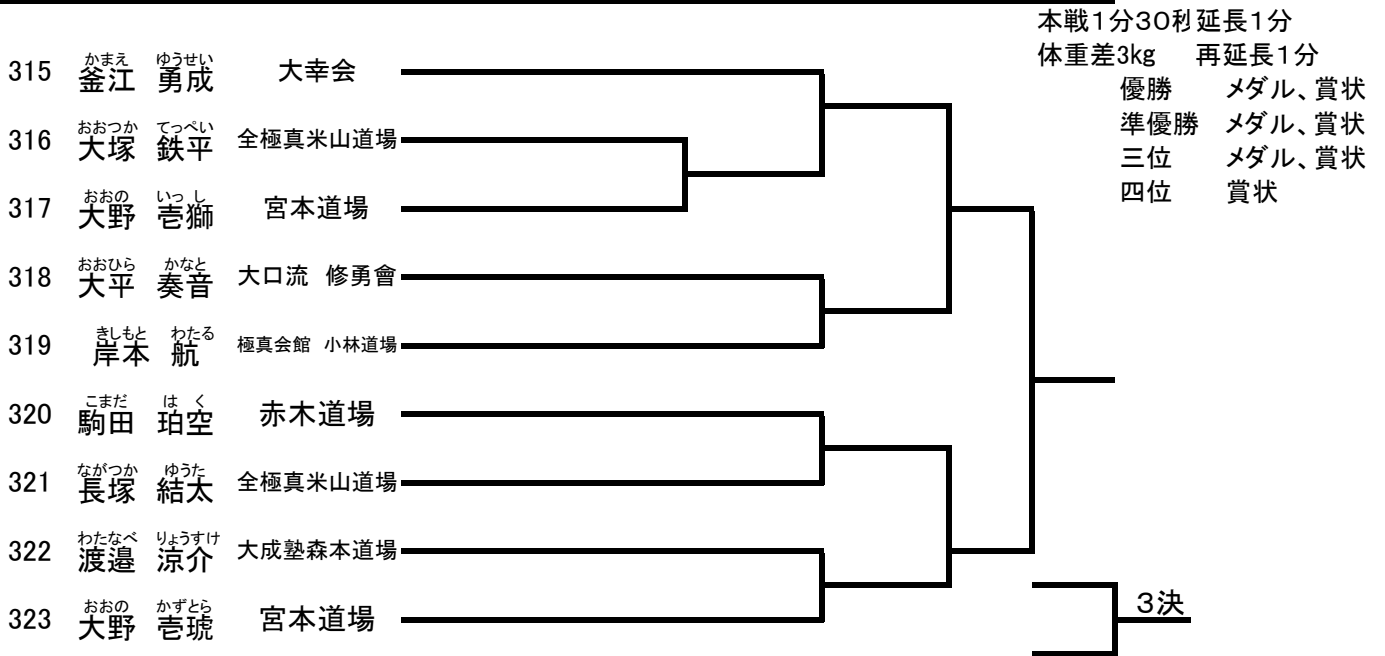 本戦1分30秒 延長1分
体重差3kg 再延長1分
優勝 メダル、賞状
準優勝 メダル、賞状
三位 メダル、賞状
四位 賞状
かまえ ゆうせい
315 釜江 勇成 大幸会
おおつか てっぺい
316 大塚 鉄平 全極真米山道場
おおの いっし
317 大野 壱獅 宮本道場
おおひら かなと
318 大平 奏音 大口流 修勇會
きしもと わたる
319 岸本 航 極真会館 小林道場
こまだ はく
320 駒田 珀空 赤木道場
ながつか ゆうた
321 長塚 結太 全極真米山道場
わたなべ りょうすけ
322 渡邉 涼介 大成塾森本道場
おおの かずとら
323 大野 壱琥 宮本道場
3決